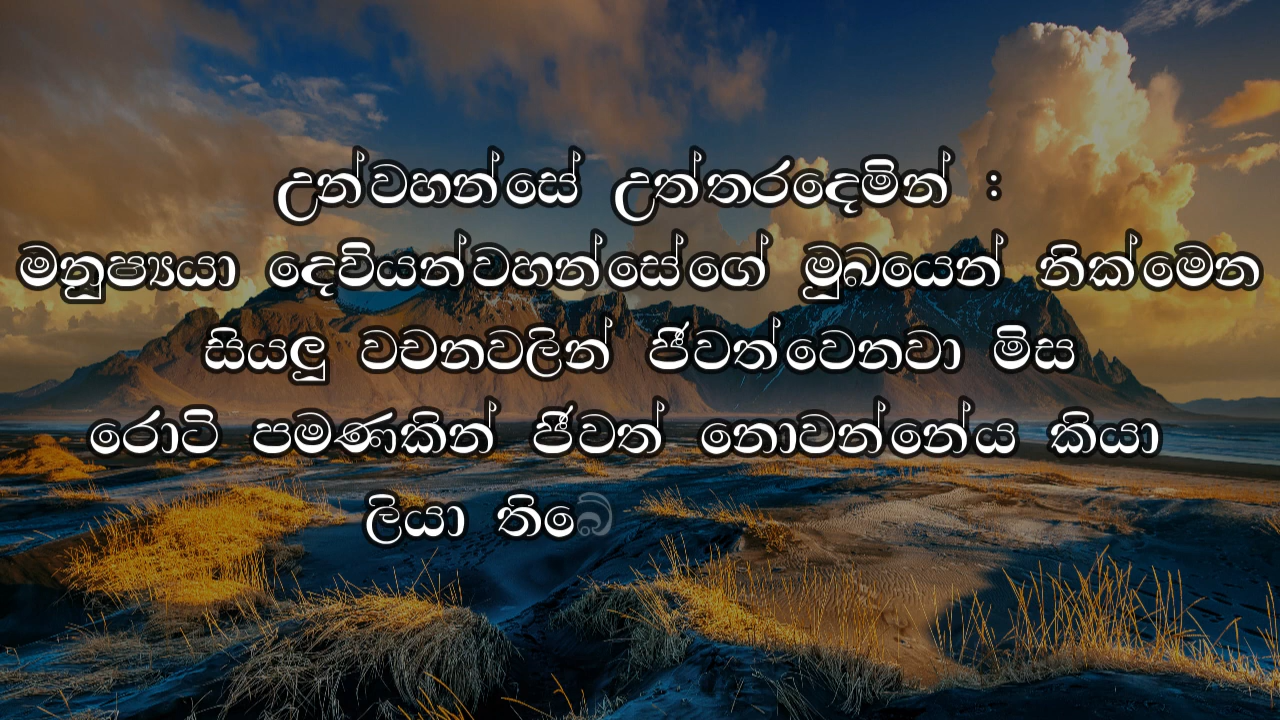 උන්වහන්සේ උත්තරදෙමින් :
මනුෂ්‍යයා දෙවියන්වහන්සේගේ මුඛයෙන් නික්මෙන
සියලු වචනවලින් ජීවත්වෙනවා මිස
රොටි පමණකින් ජීවත් නොවන්නේය කියා
ලියා තිබේ